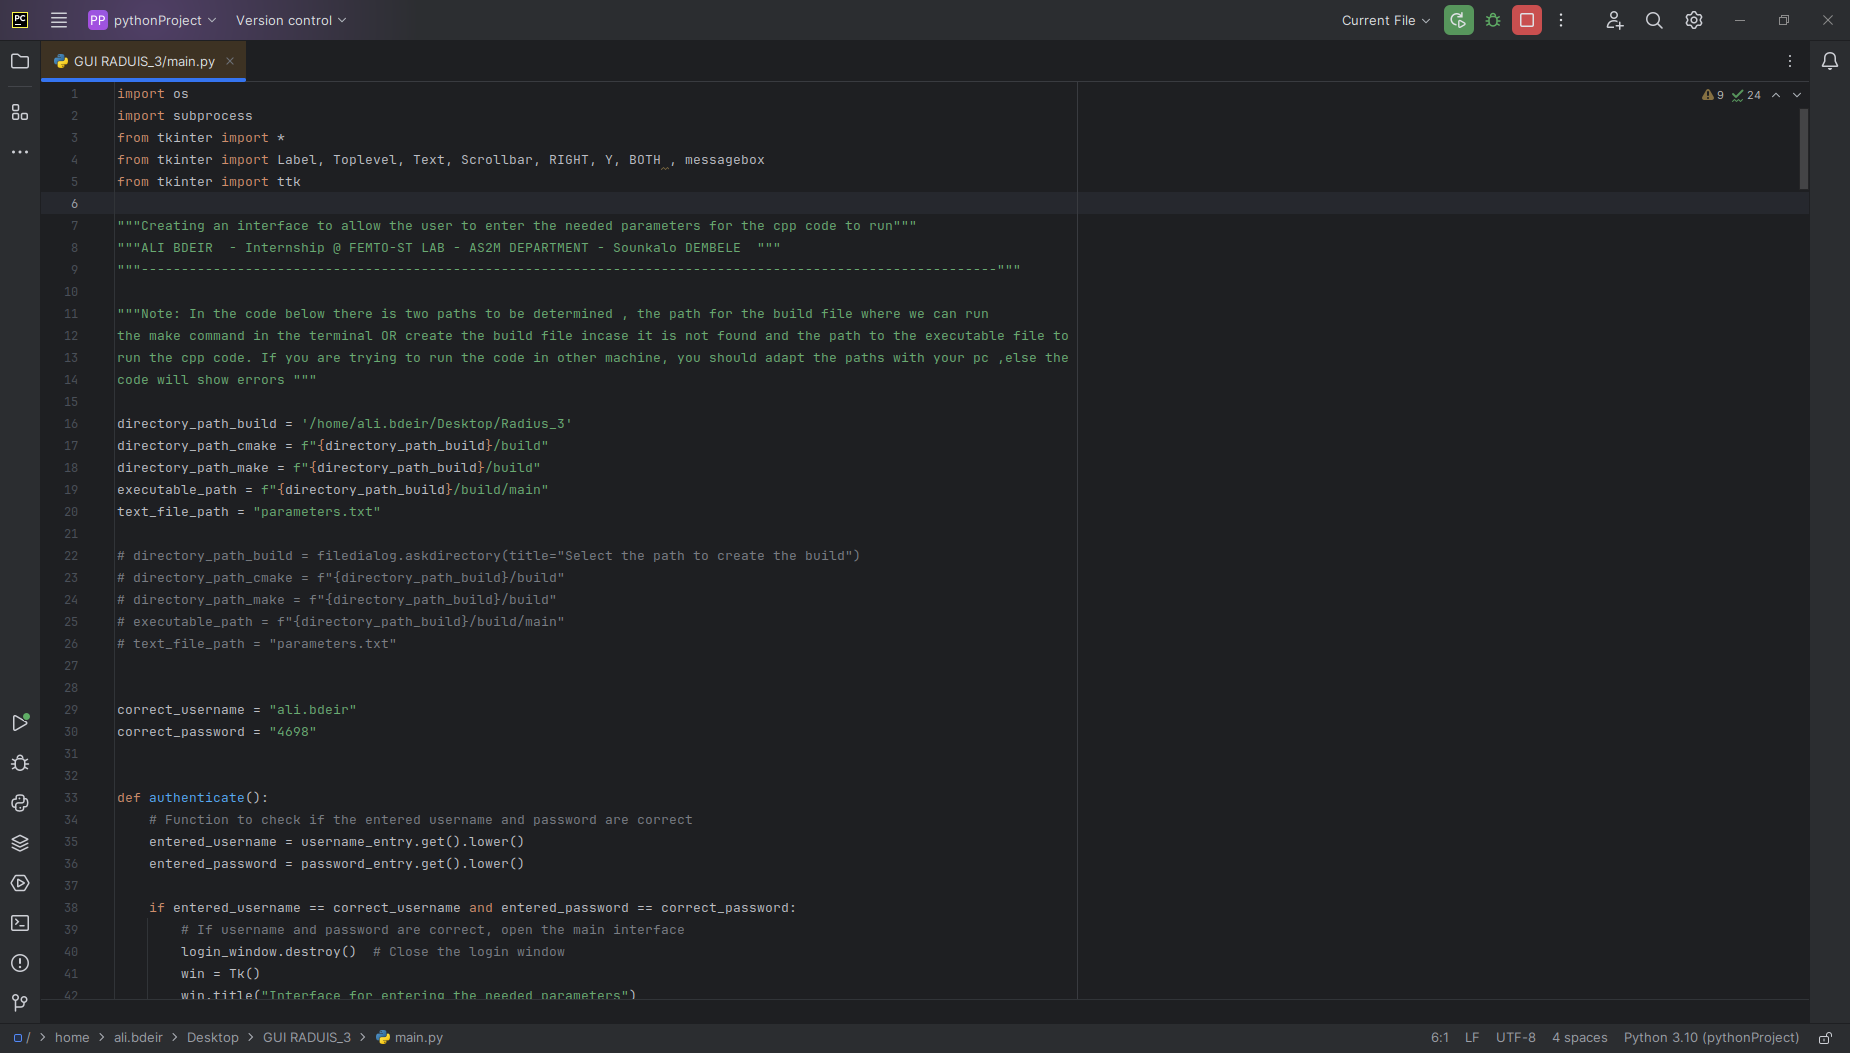 PC
PP pythonProject
Version control
Current File
GUI RADUIS_3/main.py
9
24
1 import os
2 import subprocess
3 from tkinter import *
4 from tkinter import Label, Toplevel, Text, Scrollbar, RIGHT, Y, BOTH , messagebox
5 from tkinter import ttk
6
7 """Creating an interface to allow the user to enter the needed parameters for the cpp code to run"""
8 """ALI BDEIR  - Internship @ FEMTO-ST LAB - AS2M DEPARTMENT - Sounkalo DEMBELE  """
9 """-----------------------------------------------------------------------------------------------------------"""
10
11 """Note: In the code below there is two paths to be determined , the path for the build file where we can run
12 the make command in the terminal OR create the build file incase it is not found and the path to the executable file to
13 run the cpp code. If you are trying to run the code in other machine, you should adapt the paths with your pc ,else the
14 code will show errors """
15
16 directory_path_build = '/home/ali.bdeir/Desktop/Radius_3'
17 directory_path_cmake = f"{directory_path_build}/build"
18 directory_path_make = f"{directory_path_build}/build"
19 executable_path = f"{directory_path_build}/build/main"
20 text_file_path = "parameters.txt"
21
22 # directory_path_build = filedialog.askdirectory(title="Select the path to create the build")
23 # directory_path_cmake = f"{directory_path_build}/build"
24 # directory_path_make = f"{directory_path_build}/build"
25 # executable_path = f"{directory_path_build}/build/main"
26 # text_file_path = "parameters.txt"
27
28
29 correct_username = "ali.bdeir"
30 correct_password = "4698"
31
32
33 def authenticate():
34     # Function to check if the entered username and password are correct
35     entered_username = username_entry.get().lower()
36     entered_password = password_entry.get().lower()
37
38     if entered_username == correct_username and entered_password == correct_password:
39         # If username and password are correct, open the main interface
40         login_window.destroy()  # Close the login window
41         win = Tk()
42         win.title("Interface for entering the needed parameters")
/ > home > ali.bdeir > Desktop > GUI RADUIS_3 > main.py
6:1 LF UTF-8 4 spaces Python 3.10 (pythonProject)